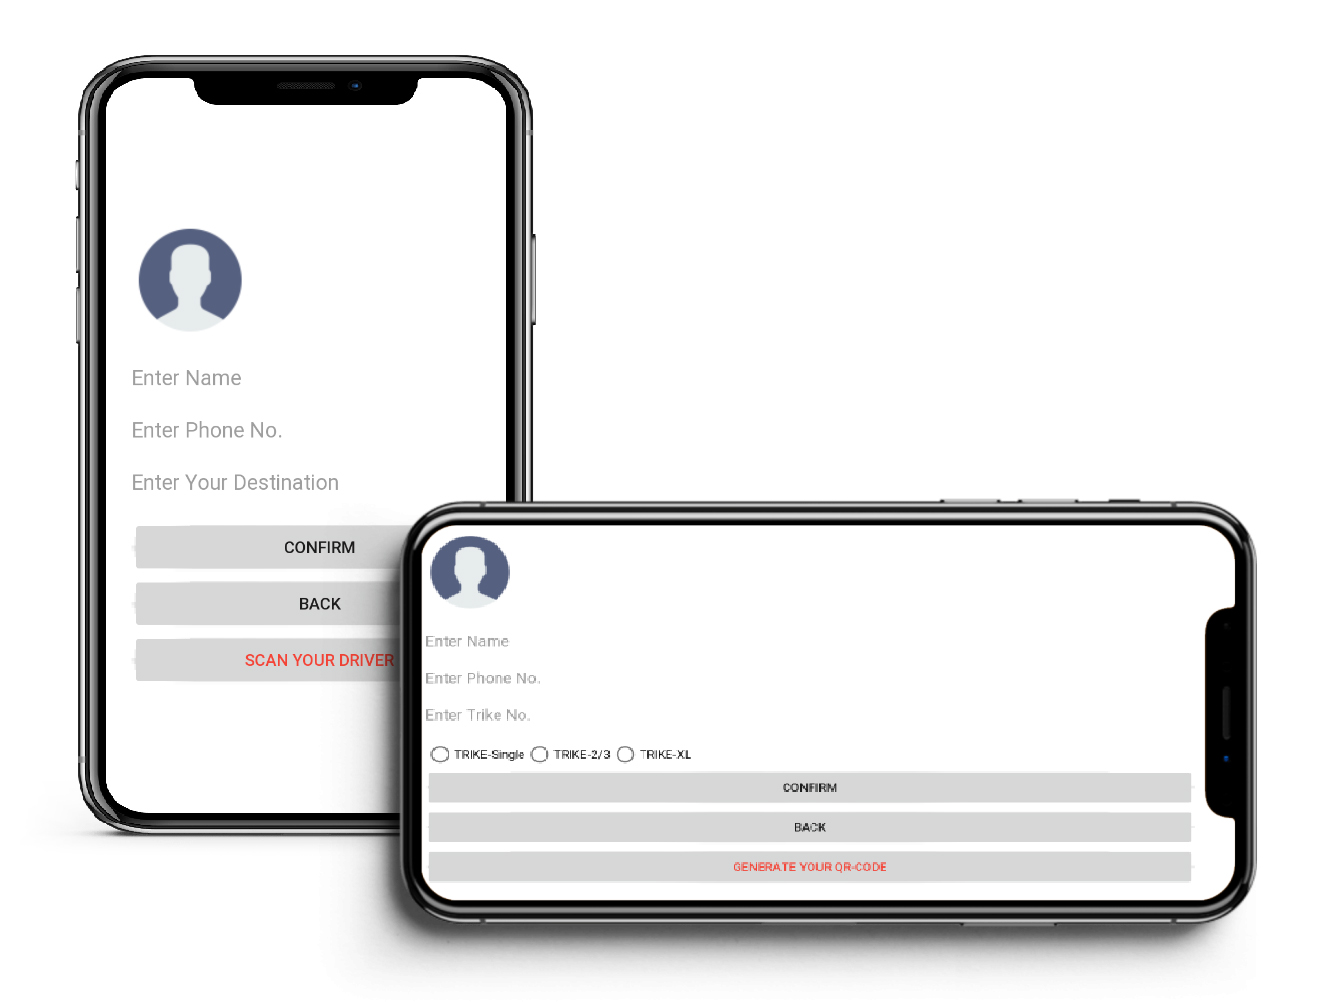 Enter Name
Enter Phone No.
Enter Your Destination
CONFIRM
BACK
SCAN YOUR DRIVER
Enter Name
Enter Phone No.
Enter Trike No.
TRIKE-Single TRIKE-2/3 TRIKE-XL
CONFIRM
BACK
GENERATE YOUR QR-CODE